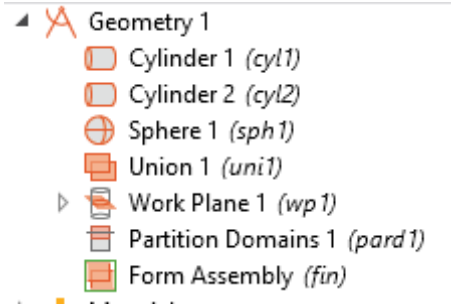 Geometry 1
Cylinder 1 (cyl1)
Cylinder 2 (cyl2)
Sphere 1 (sph1)
Union 1 (uni1)
Work Plane 1 (wp1)
Partition Domains 1 (pard1)
Form Assembly (fin)